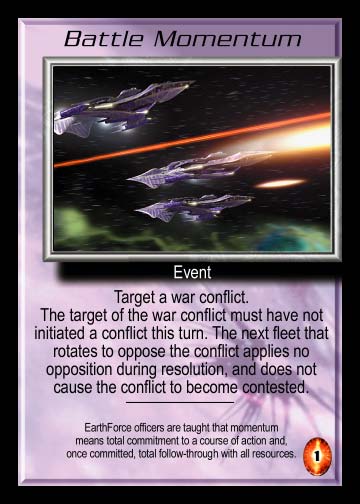 Battle Momentum
Event
Target a war conflict.
The target of the war conflict must have not
initiated a conflict this turn. The next fleet that
rotates to oppose the conflict applies no
opposition during resolution, and does not
cause the conflict to become contested.
EarthForce officers are taught that momentum
means total commitment to a course of action and,
once committed, total follow-through with all resources.
1